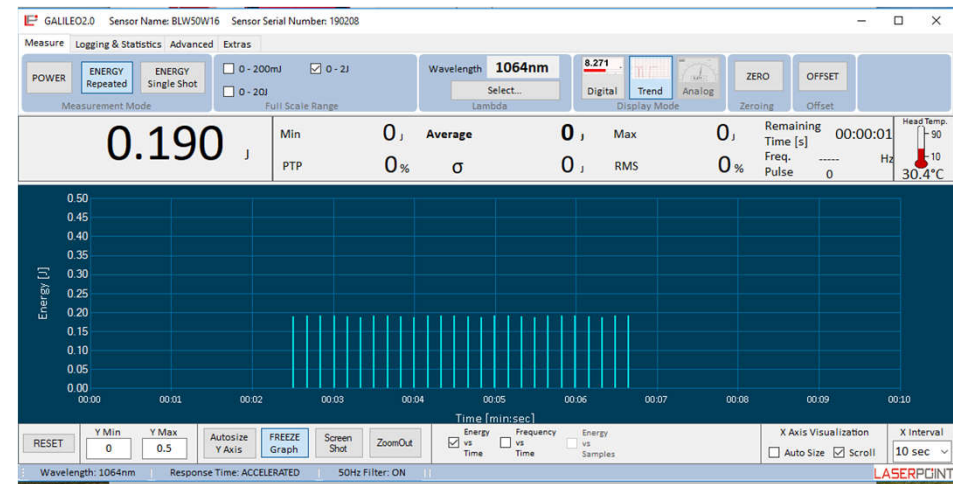 GALILEO2.0 Sensor Name: BLW50W16 Sensor Serial Number: 190208
Measure Logging & Statistics Advanced Extras
POWER
ENERGY
Repeated
ENERGY
Single Shot
Measurement Mode
0 - 200mJ 0 - 2J
0 - 20J
Full Scale Range
Wavelength 1064nm
Select...
Lambda
8.271
Digital Trend Analog
Display Mode
ZERO
Zeroing
OFFSET
Offset
0.190 J
Min 0 J Average 0 J Max 0 J
PTP 0 % σ 0 J RMS 0 %
Remaining
Time [s] 00:00:01
Freq. ----- Hz
Pulse 0
Head Temp.
90
10
30.4°C
Energy [J]
0.50
0.45
0.40
0.35
0.30
0.25
0.20
0.15
0.10
0.05
0.00
00:00 00:01 00:02 00:03 00:04 00:05 00:06 00:07 00:08 00:09 00:10
Time [min:sec]
RESET
Y Min
0
Y Max
0.5
Autosize
Y Axis
FREEZE
Graph
Screen
Shot
ZoomOut
Energy
vs
Time
Frequency
vs
Time
Energy
vs
Samples
X Axis Visualization
Auto Size Scroll
X Interval
10 sec
Wavelength: 1064nm Response Time: ACCELERATED 50Hz Filter: ON
LASERPOINT